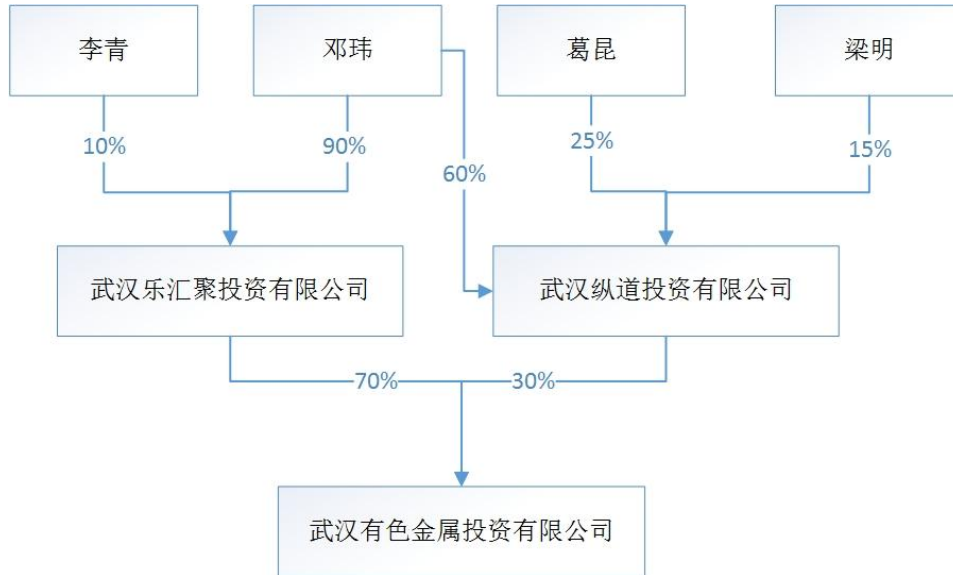 李青
邓玮
葛昆
梁明
10%
90%
60%
25%
15%
武汉乐汇聚投资有限公司
武汉纵道投资有限公司
70%
30%
武汉有色金属投资有限公司